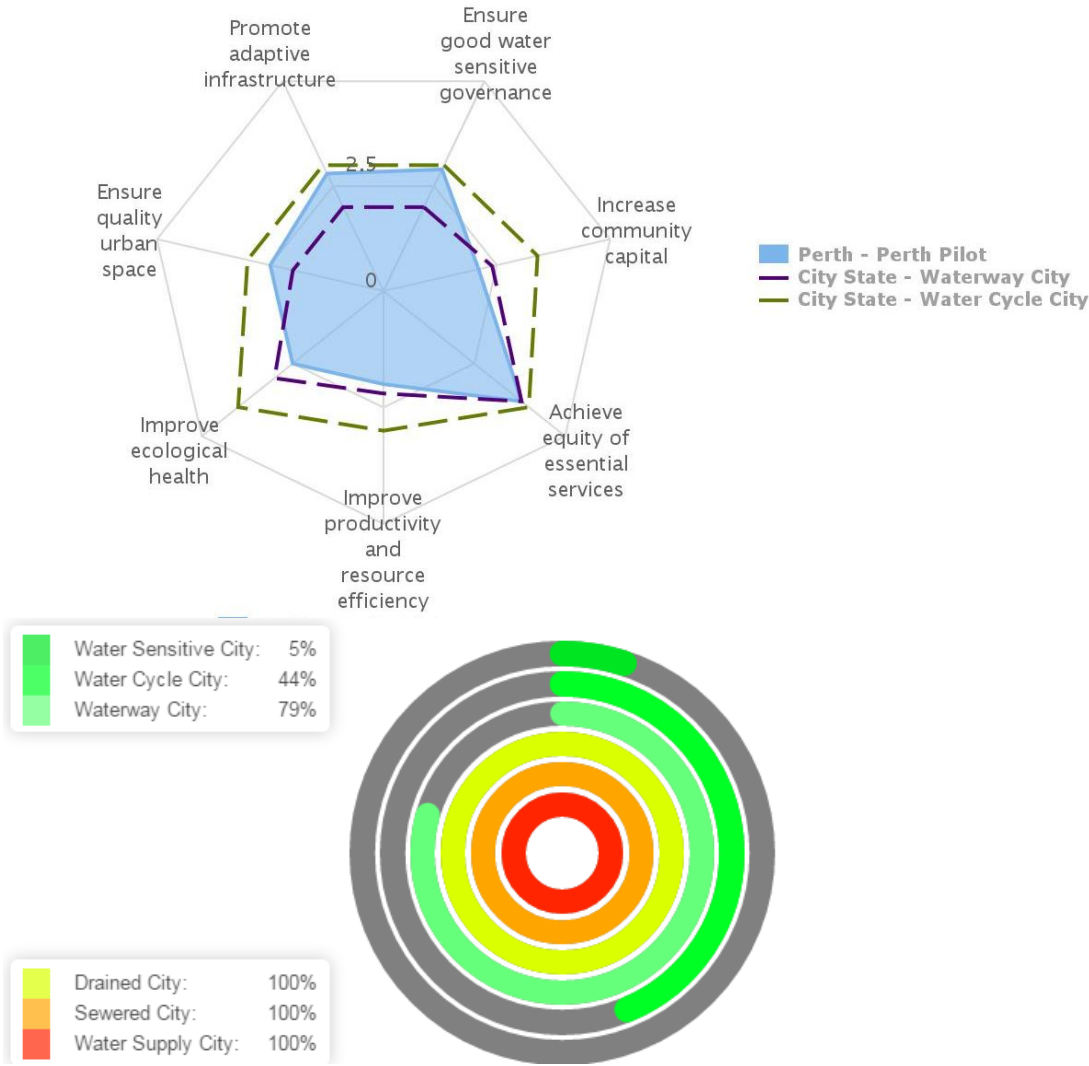 Promote
adaptive
infrastructure
Ensure
good water
sensitive
governance
2.5
Ensure
quality
urban
space
Increase
community
capital
0
Perth - Perth Pilot
City State - Waterway City
City State - Water Cycle City
Improve
ecological
health
Achieve
equity of
essential
services
Improve
productivity
and
resource
efficiency
Water Sensitive City: 5%
Water Cycle City: 44%
Waterway City: 79%
Drained City: 100%
Sewered City: 100%
Water Supply City: 100%